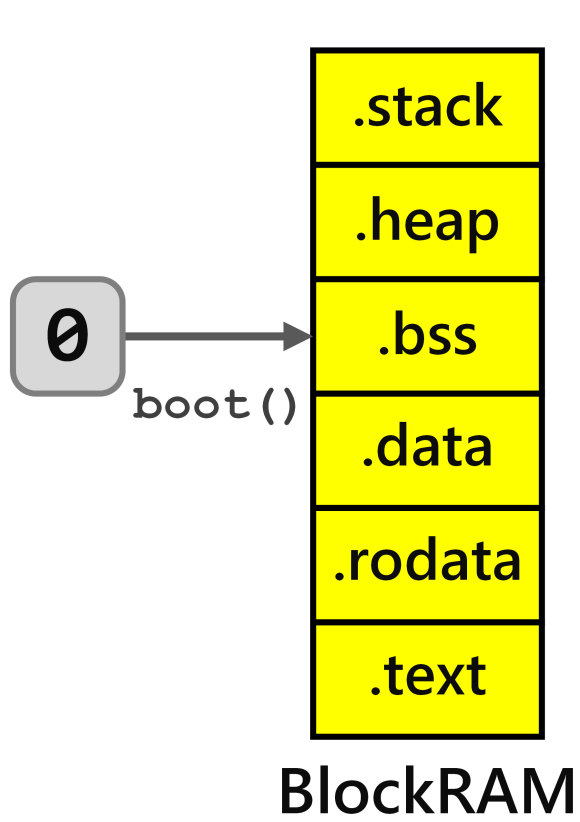 .stack
.heap
0
.bss
boot()
.data
.rodata
.text
BlockRAM